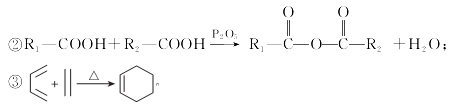 ②R₁—COOH+R₂—COOH P₂O₅→ R₁—C(=O)—O—C(=O)—R₂ +H₂O；
③ + △→ 。